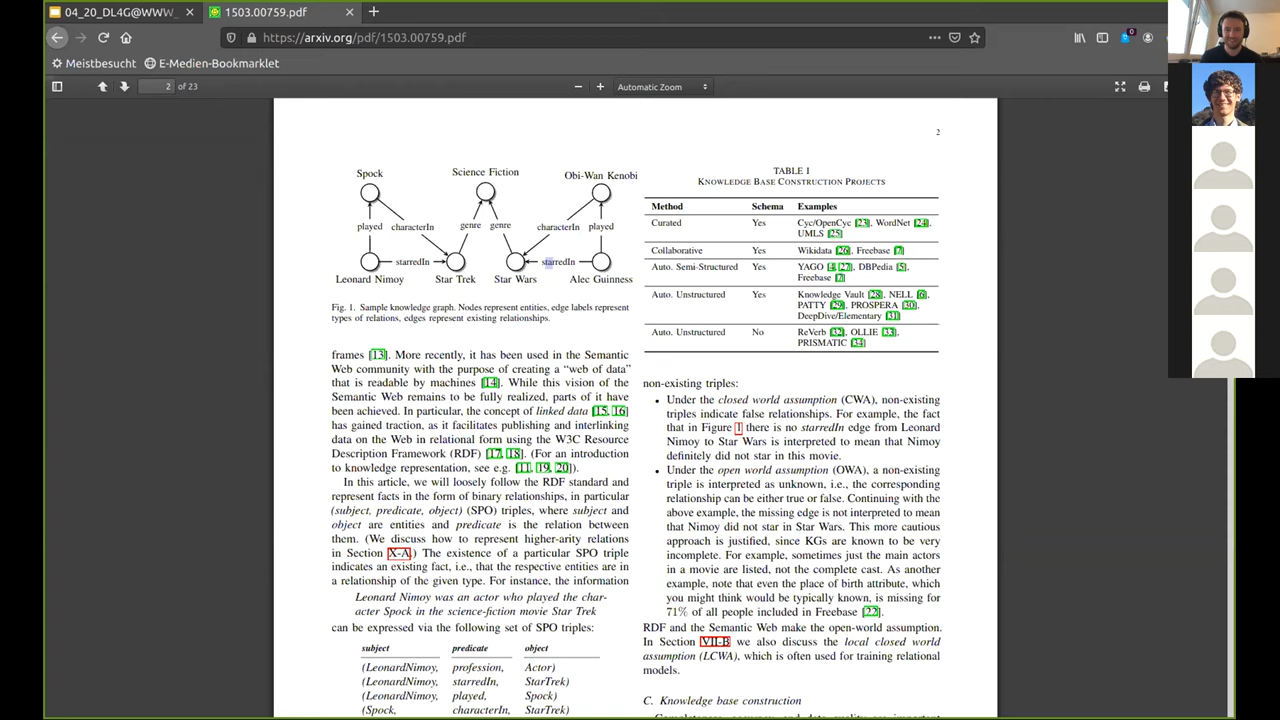 04_20_DL4G@WWW_
1503.00759.pdf
https://arxiv.org/pdf/1503.00759.pdf
0
Meistbesucht
E-Medien-Bookmarklet
2 of 23
Automatic Zoom
2
Spock
Science Fiction
Obi-Wan Kenobi
played
characterIn
genre
genre
characterIn
played
starredIn
starredIn
Leonard Nimoy
Star Trek
Star Wars
Alec Guinness
Fig. 1. Sample knowledge graph. Nodes represent entities, edge labels represent
types of relations, edges represent existing relationships.
frames [13]. More recently, it has been used in the Semantic
Web community with the purpose of creating a “web of data”
that is readable by machines [14]. While this vision of the
Semantic Web remains to be fully realized, parts of it have
been achieved. In particular, the concept of linked data [15, 16]
has gained traction, as it facilitates publishing and interlinking
data on the Web in relational form using the W3C Resource
Description Framework (RDF) [17, 18]. (For an introduction
to knowledge representation, see e.g. [11, 19, 20]).
In this article, we will loosely follow the RDF standard and
represent facts in the form of binary relationships, in particular
(subject, predicate, object) (SPO) triples, where subject and
object are entities and predicate is the relation between
them. (We discuss how to represent higher-arity relations
in Section X-A.) The existence of a particular SPO triple
indicates an existing fact, i.e., that the respective entities are in
a relationship of the given type. For instance, the information
Leonard Nimoy was an actor who played the char-
acter Spock in the science-fiction movie Star Trek
can be expressed via the following set of SPO triples:
subject predicate object
(LeonardNimoy, profession, Actor)
(LeonardNimoy, starredIn, StarTrek)
(LeonardNimoy, played, Spock)
(Spock, characterIn, StarTrek)
TABLE I
KNOWLEDGE BASE CONSTRUCTION PROJECTS
Method Schema Examples
Curated Yes Cyc/OpenCyc [23], WordNet [24],
UMLS [25]
Collaborative Yes Wikidata [26], Freebase [7]
Auto. Semi-Structured Yes YAGO [4, 27], DBPedia [5],
Freebase [7]
Auto. Unstructured Yes Knowledge Vault [28], NELL [6],
PATTY [29], PROSPERA [30],
DeepDive/Elementary [31]
Auto. Unstructured No ReVerb [32], OLLIE [33],
PRISMATIC [34]
non-existing triples:
• Under the closed world assumption (CWA), non-existing
triples indicate false relationships. For example, the fact
that in Figure 1 there is no starredIn edge from Leonard
Nimoy to Star Wars is interpreted to mean that Nimoy
definitely did not star in this movie.
• Under the open world assumption (OWA), a non-existing
triple is interpreted as unknown, i.e., the corresponding
relationship can be either true or false. Continuing with the
above example, the missing edge is not interpreted to mean
that Nimoy did not star in Star Wars. This more cautious
approach is justified, since KGs are known to be very
incomplete. For example, sometimes just the main actors
in a movie are listed, not the complete cast. As another
example, note that even the place of birth attribute, which
you might think would be typically known, is missing for
71% of all people included in Freebase [22].
RDF and the Semantic Web make the open-world assumption.
In Section VII-B we also discuss the local closed world
assumption (LCWA), which is often used for training relational
models.
C. Knowledge base construction